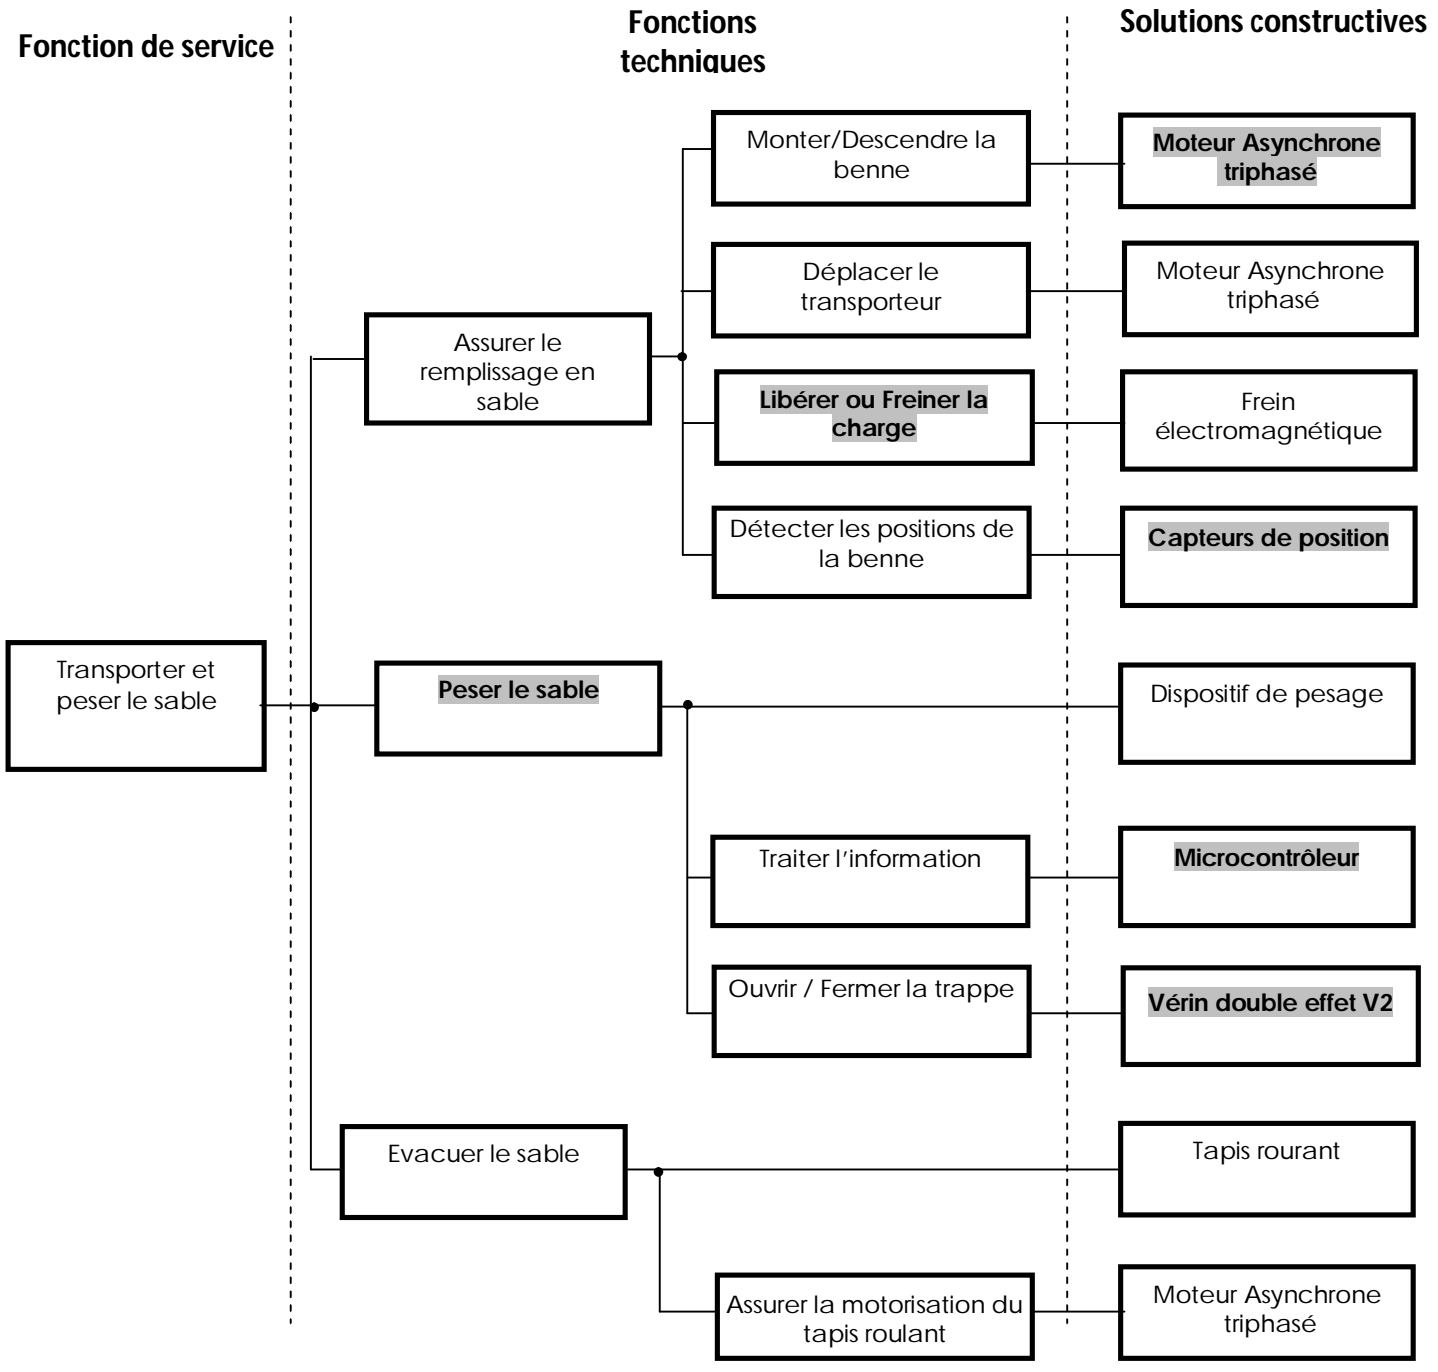 Fonction de service
Fonctions
techniques
Solutions constructives
Monter/Descendre la
benne
Moteur Asynchrone
triphasé
Déplacer le
transporteur
Moteur Asynchrone
triphasé
Assurer le
remplissage en
sable
Libérer ou Freiner la
charge
Frein
électromagnétique
Détecter les positions de
la benne
Capteurs de position
Transporter et
peser le sable
Peser le sable
Dispositif de pesage
Traiter l'information
Microcontrôleur
Ouvrir / Fermer la trappe
Vérin double effet V2
Evacuer le sable
Tapis rourant
Assurer la motorisation du
tapis roulant
Moteur Asynchrone
triphasé